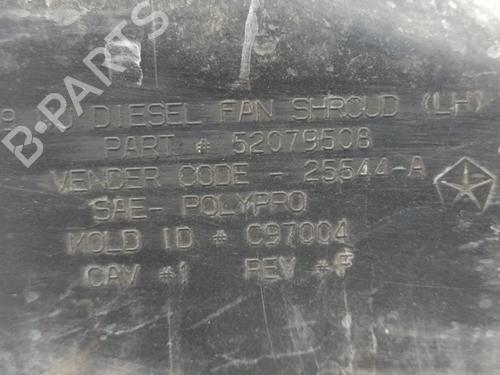 B-PARTS
DIESEL FAN SHROUD (LH)
PART # 52079508
VENDER CODE - 25544-A
SAE- POLYPRO
MOLD ID # C97004
CAV #1 REV #F